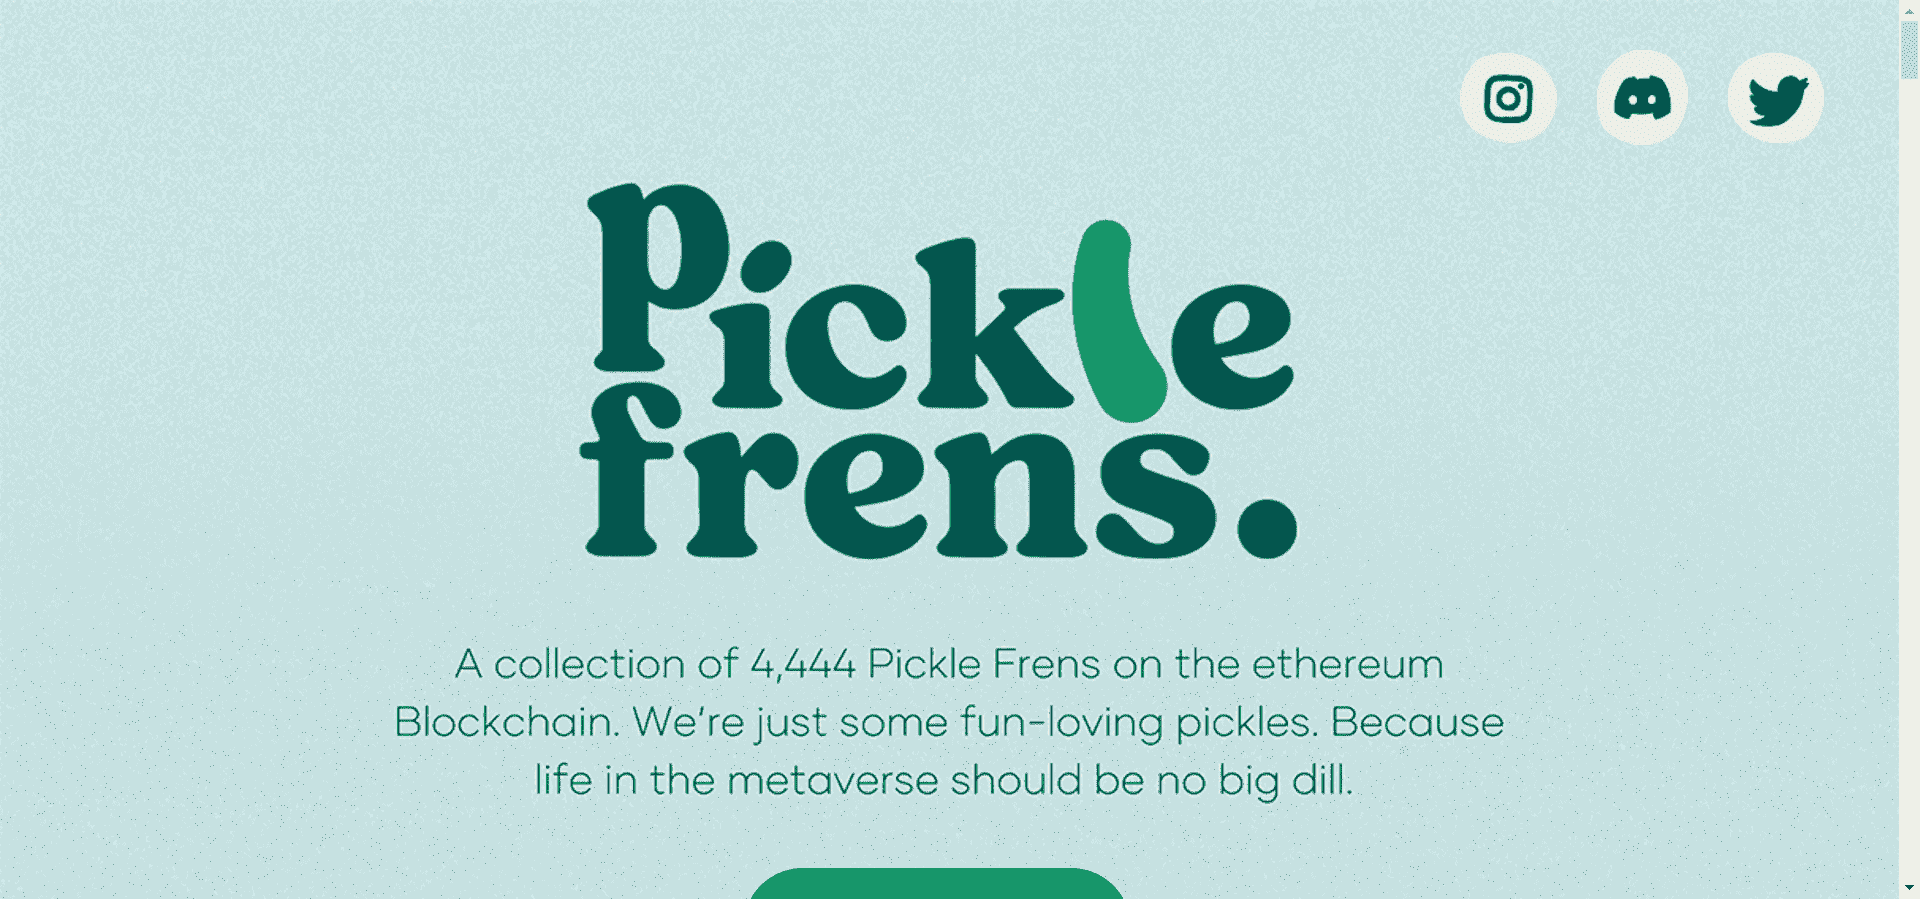 pickle
frens.
A collection of 4,444 Pickle Frens on the ethereum
Blockchain. We’re just some fun-loving pickles. Because
life in the metaverse should be no big dill.